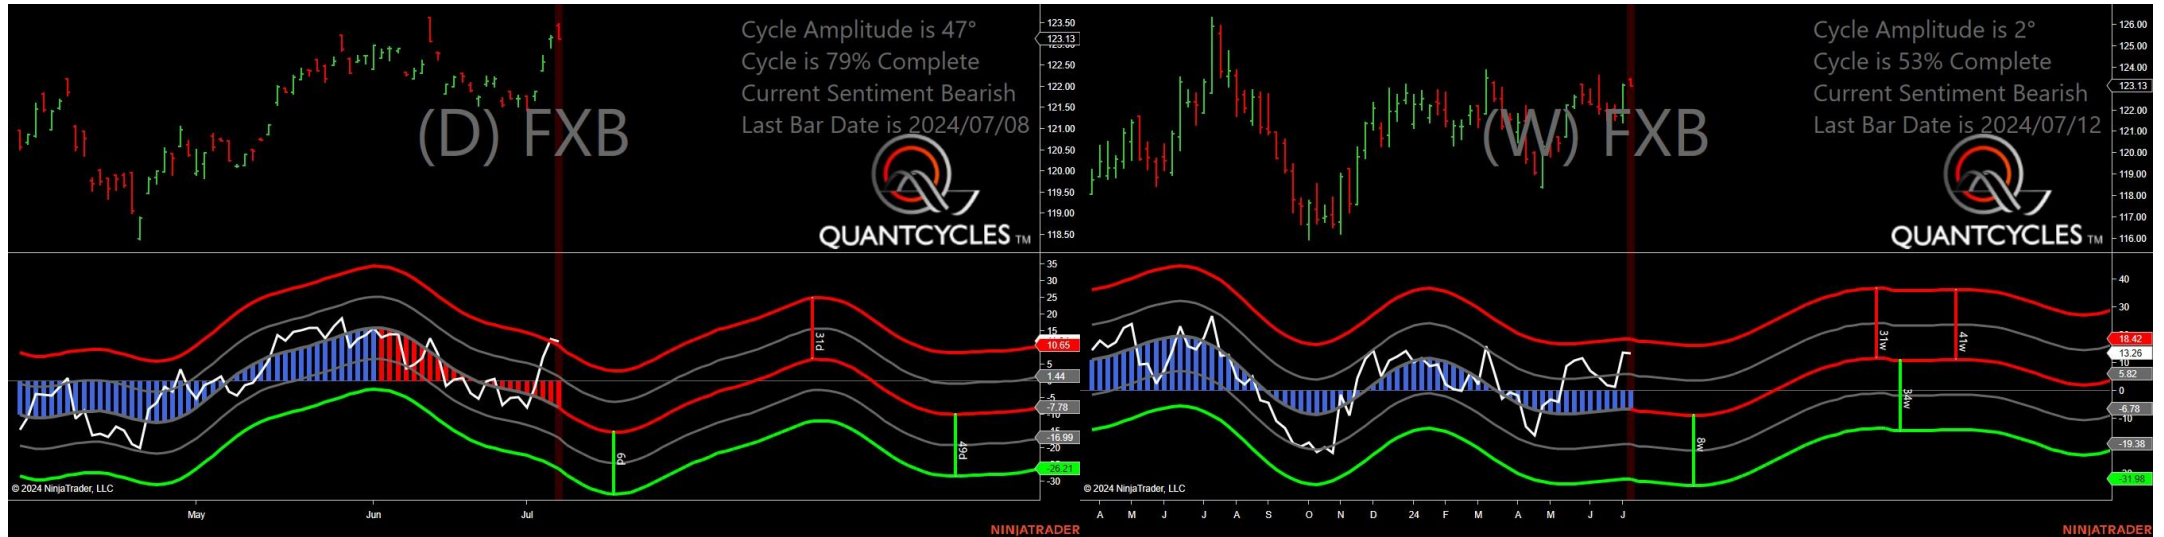 Cycle Amplitude is 47°
Cycle is 79% Complete
Current Sentiment Bearish
Last Bar Date is 2024/07/08
(D) FXB
QUANTCYCLES TM
123.50
123.13
122.50
122.00
121.50
121.00
120.50
120.00
119.50
119.00
118.50
35
30
25
20
15
10.65
5
1.44
-5
-7.78
-10
-15
-16.99
-20
-26.21
-30
31d
6d
49d
© 2024 NinjaTrader, LLC
May
Jun
Jul
NINJATRADER
Cycle Amplitude is 2°
Cycle is 53% Complete
Current Sentiment Bearish
Last Bar Date is 2024/07/12
(W) FXB
QUANTCYCLES TM
126.00
125.00
124.00
123.13
122.00
121.00
120.00
119.00
118.00
117.00
116.00
40
30
18.42
13.26
10
5.82
0
-6.78
-10
-19.38
-31.98
31w
41w
34w
8w
© 2024 NinjaTrader, LLC
A M J J A S O N D 24 F M A M J J
NINJATRADER